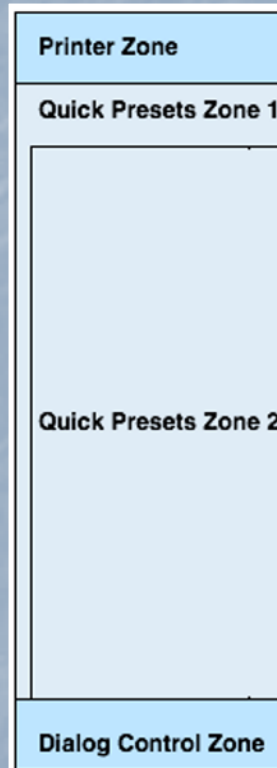 Printer Zone
Quick Presets Zone 1
Quick Presets Zone 2
Dialog Control Zone